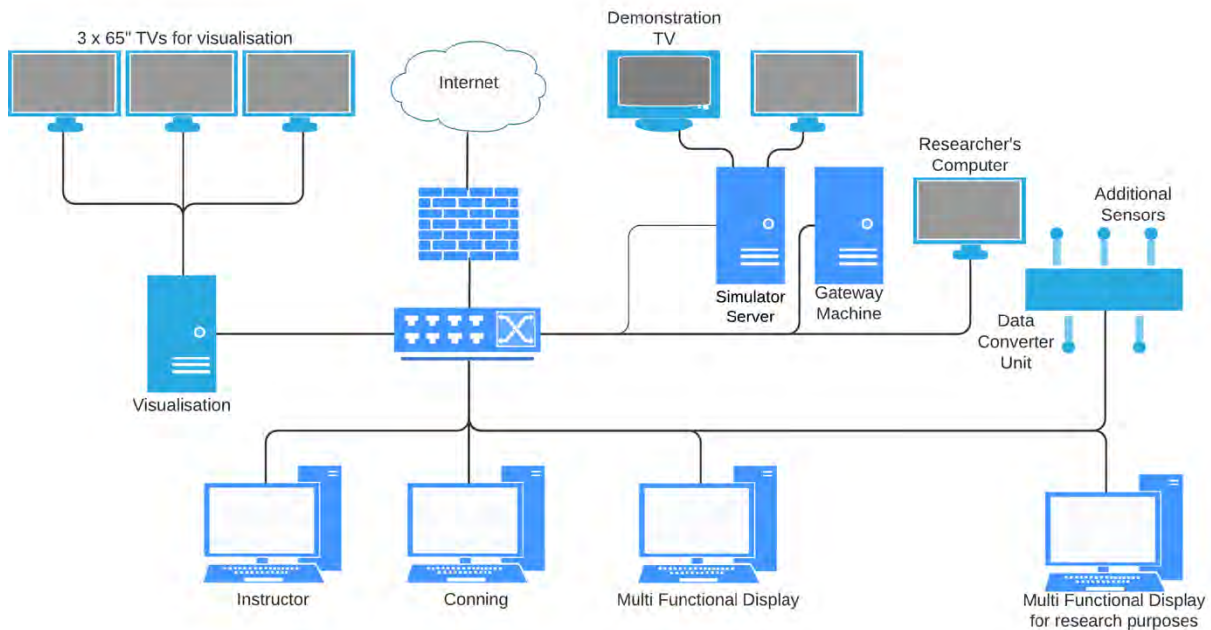 3 x 65" TVs for visualisation
Internet
Demonstration
TV
Researcher's
Computer
Additional
Sensors
Simulator
Server
Gateway
Machine
Data
Converter
Unit
Visualisation
Instructor
Conning
Multi Functional Display
Multi Functional Display
for research purposes